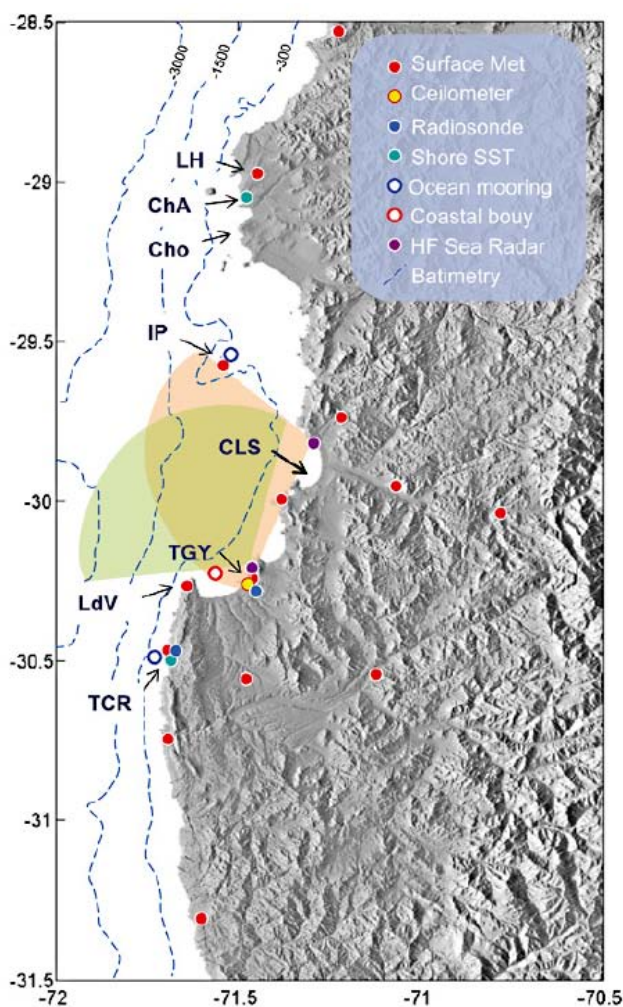 -28.5
-3000
-1500
-300
Surface Met
Ceilometer
Radiosonde
Shore SST
Ocean mooring
Coastal bouy
HF Sea Radar
Batimetry
LH
-29
ChA
Cho
IP
-29.5
CLS
-30
TGY
LdV
-30.5
TCR
-31
-31.5
-72 -71.5 -71 -70.5